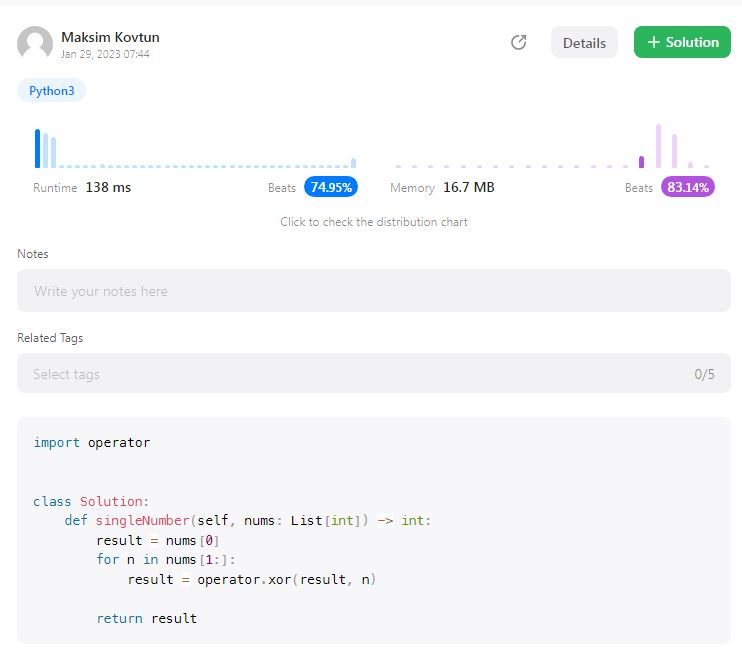 Maksim Kovtun
Jan 29, 2023 07:44
Details
+ Solution
Python3
Runtime 138 ms
Beats 74.95%
Memory 16.7 MB
Beats 83.14%
Click to check the distribution chart
Notes
Write your notes here
Related Tags
Select tags
0/5
import operator
class Solution:
    def singleNumber(self, nums: List[int]) -> int:
        result = nums[0]
        for n in nums[1:]:
            result = operator.xor(result, n)
        return result